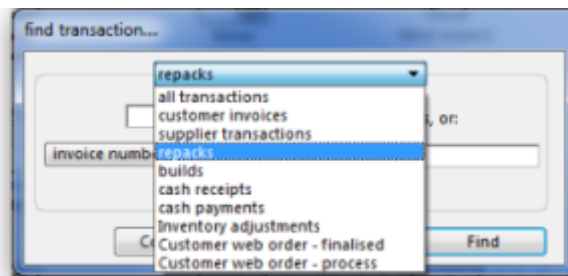 find transaction...
repacks
all transactions
customer invoices
supplier transactions
s, or:
repacks
invoice numb
builds
cash receipts
cash payments
Inventory adjustments
Customer web order - finalised
Find
Customer web order - process